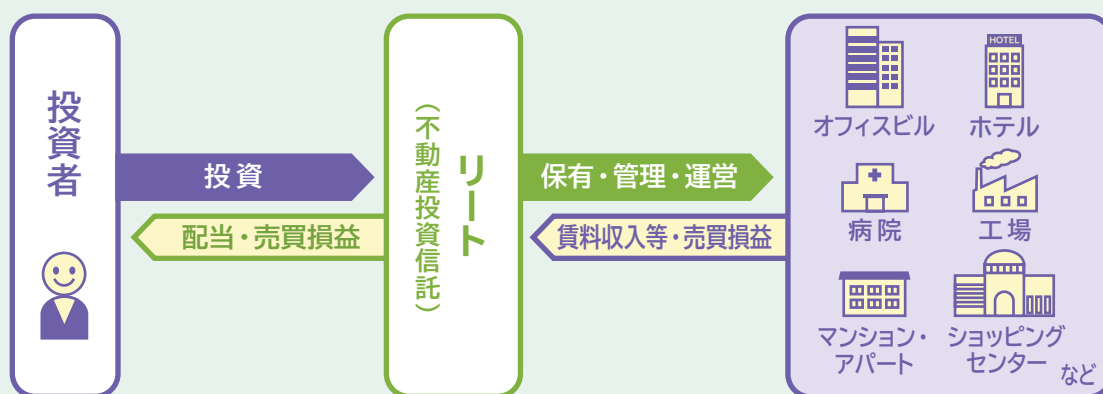 投資者
投資
配当・売買損益
リート
（不動産投資信託）
保有・管理・運営
賃料収入等・売買損益
オフィスビル
HOTEL
ホテル
病院
工場
マンション・
アパート
ショッピング
センター
など